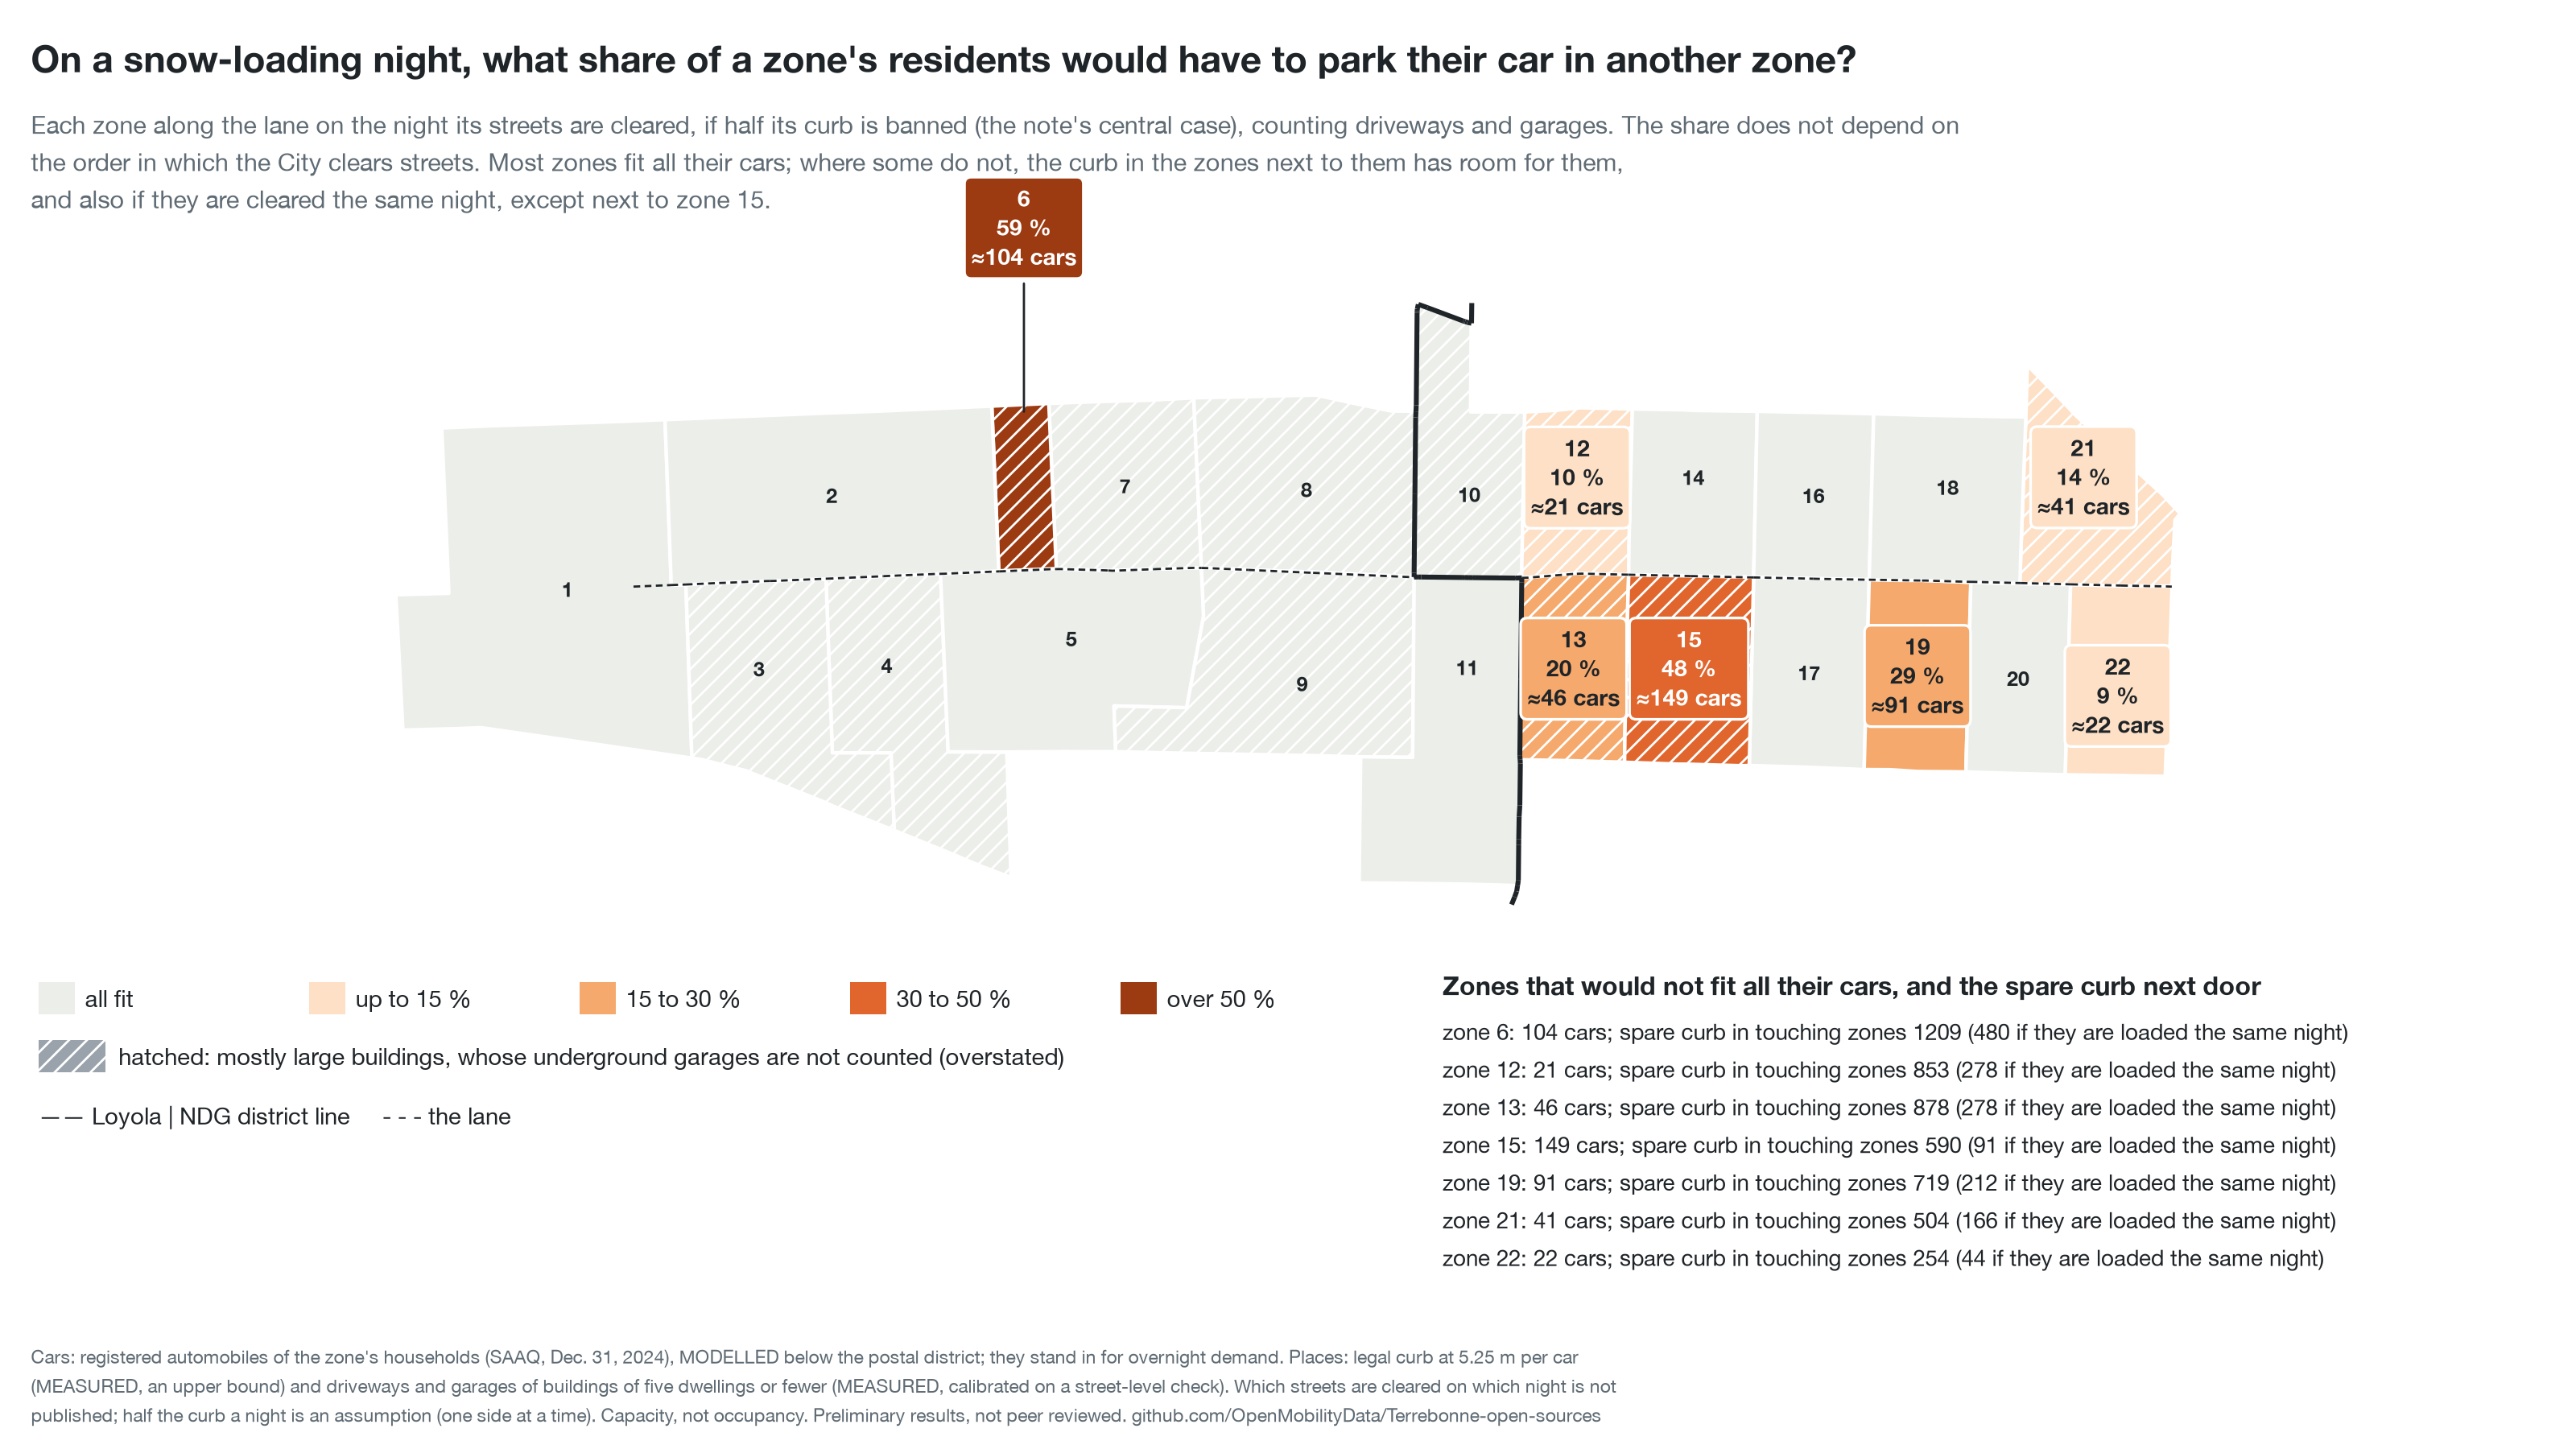 On a snow-loading night, what share of a zone's residents would have to park their car in another zone?
Each zone along the lane on the night its streets are cleared, if half its curb is banned (the note's central case), counting driveways and garages. The share does not depend on
the order in which the City clears streets. Most zones fit all their cars; where some do not, the curb in the zones next to them has room for them,
and also if they are cleared the same night, except next to zone 15.
6
59 %
≈104 cars
1
2
3
4
5
7
8
9
10
11
12
10 %
≈21 cars
13
20 %
≈46 cars
14
15
48 %
≈149 cars
16
17
18
19
29 %
≈91 cars
20
21
14 %
≈41 cars
22
9 %
≈22 cars
all fit
up to 15 %
15 to 30 %
30 to 50 %
over 50 %
hatched: mostly large buildings, whose underground garages are not counted (overstated)
—— Loyola | NDG district line
- - - the lane
Zones that would not fit all their cars, and the spare curb next door
zone 6: 104 cars; spare curb in touching zones 1209 (480 if they are loaded the same night)
zone 12: 21 cars; spare curb in touching zones 853 (278 if they are loaded the same night)
zone 13: 46 cars; spare curb in touching zones 878 (278 if they are loaded the same night)
zone 15: 149 cars; spare curb in touching zones 590 (91 if they are loaded the same night)
zone 19: 91 cars; spare curb in touching zones 719 (212 if they are loaded the same night)
zone 21: 41 cars; spare curb in touching zones 504 (166 if they are loaded the same night)
zone 22: 22 cars; spare curb in touching zones 254 (44 if they are loaded the same night)
Cars: registered automobiles of the zone's households (SAAQ, Dec. 31, 2024), MODELLED below the postal district; they stand in for overnight demand. Places: legal curb at 5.25 m per car
(MEASURED, an upper bound) and driveways and garages of buildings of five dwellings or fewer (MEASURED, calibrated on a street-level check). Which streets are cleared on which night is not
published; half the curb a night is an assumption (one side at a time). Capacity, not occupancy. Preliminary results, not peer reviewed. github.com/OpenMobilityData/Terrebonne-open-sources